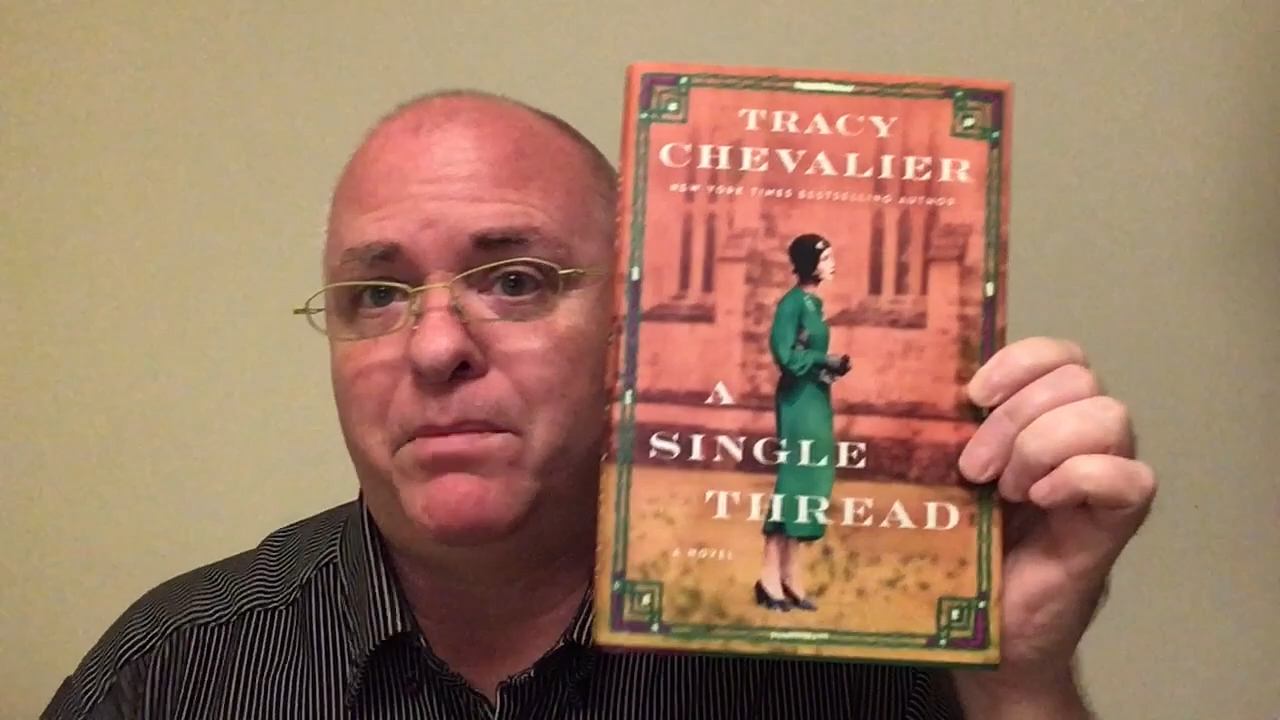 TRACY
CHEVALIER
NEW YORK TIMES BESTSELLING AUTHOR
A
SINGLE
THREAD
A NOVEL